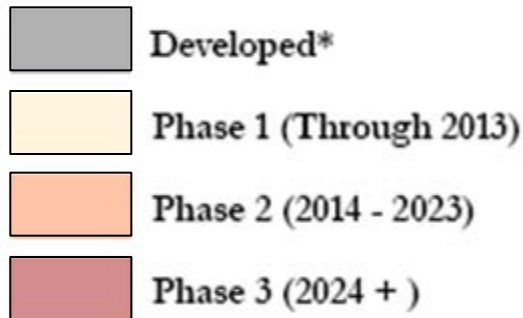 Developed*
Phase 1 (Through 2013)
Phase 2 (2014 - 2023)
Phase 3 (2024 + )